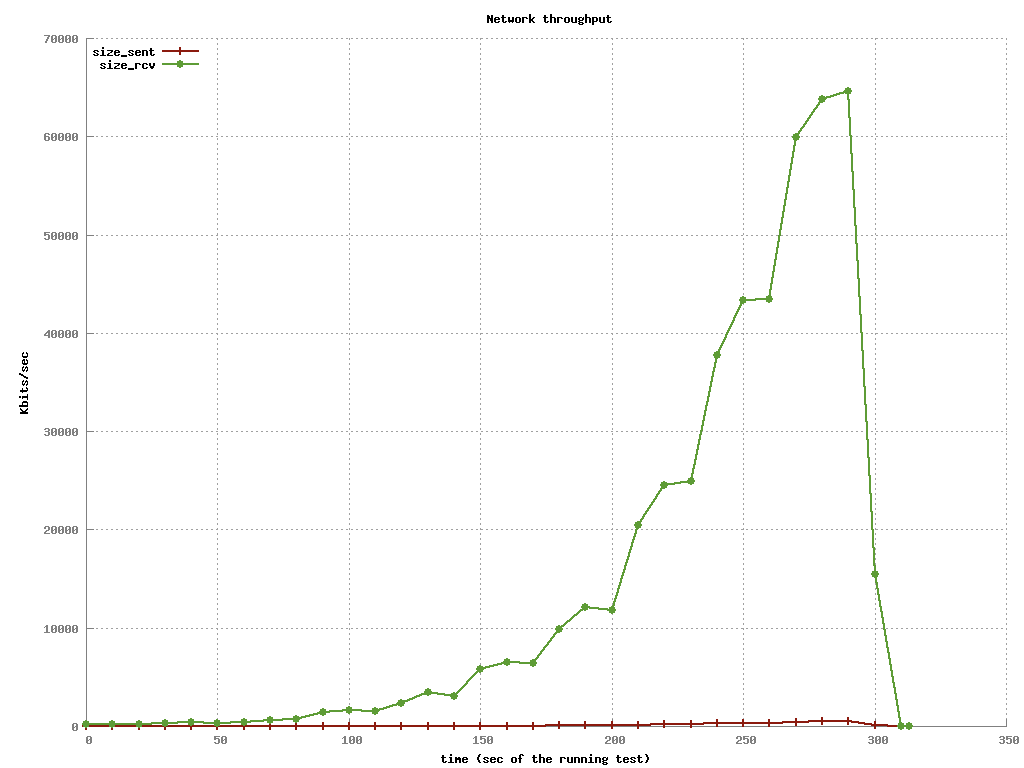 Network throughput
size_sent
size_rcv
70000
60000
50000
40000
30000
20000
10000
0
Kbits/sec
0 50 100 150 200 250 300 350
time (sec of the running test)